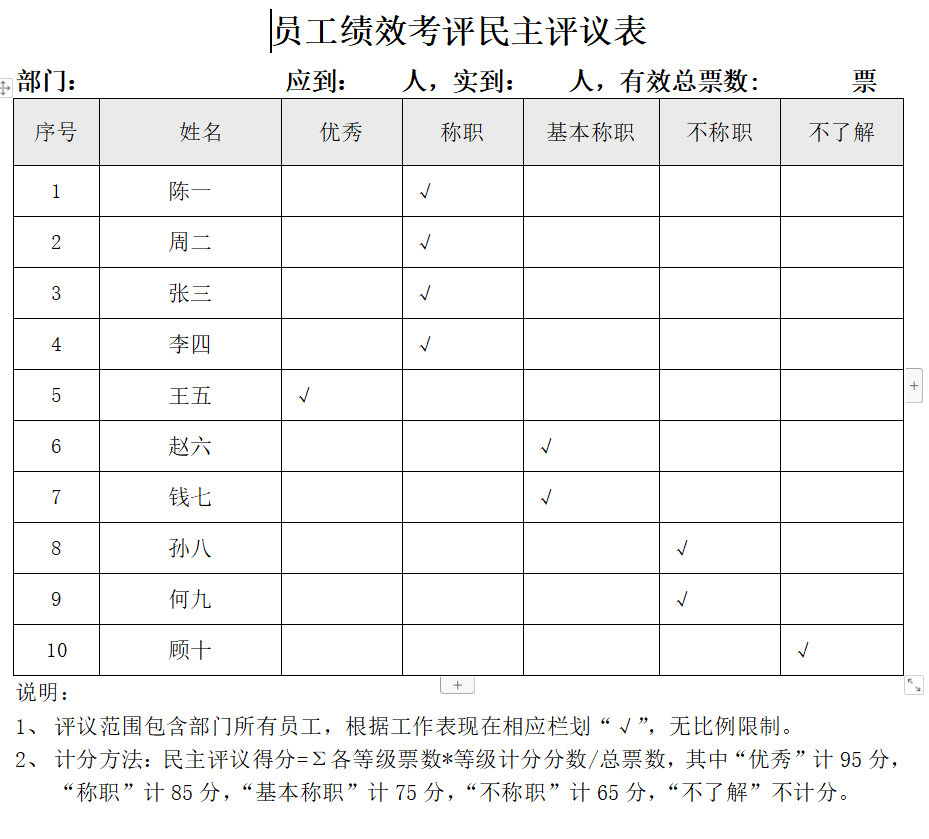 员工绩效考评民主评议表
部门： 应到： 人，实到： 人，有效总票数： 票
序号 姓名 优秀 称职 基本称职 不称职 不了解
1 陈一 √
2 周二 √
3 张三 √
4 李四 √
5 王五 √
6 赵六 √
7 钱七 √
8 孙八 √
9 何九 √
10 顾十 √
说明：
1、 评议范围包含部门所有员工，根据工作表现在相应栏划“√”，无比例限制。
2、 计分方法：民主评议得分=Σ各等级票数*等级计分分数/总票数，其中“优秀”计 95 分，
“称职”计 85 分，“基本称职”计 75 分，“不称职”计 65 分，“不了解”不计分。